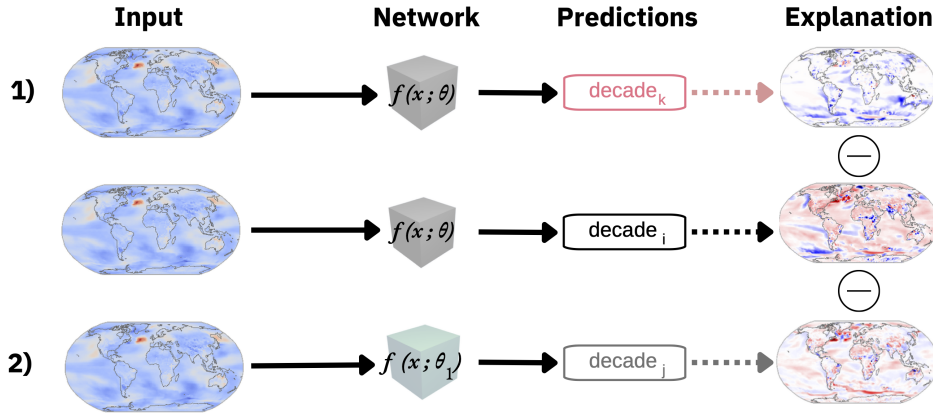 Input Network Predictions Explanation
1) f(x;θ) decade_k
f(x;θ) decade_i
2) f(x;θ_1) decade_j